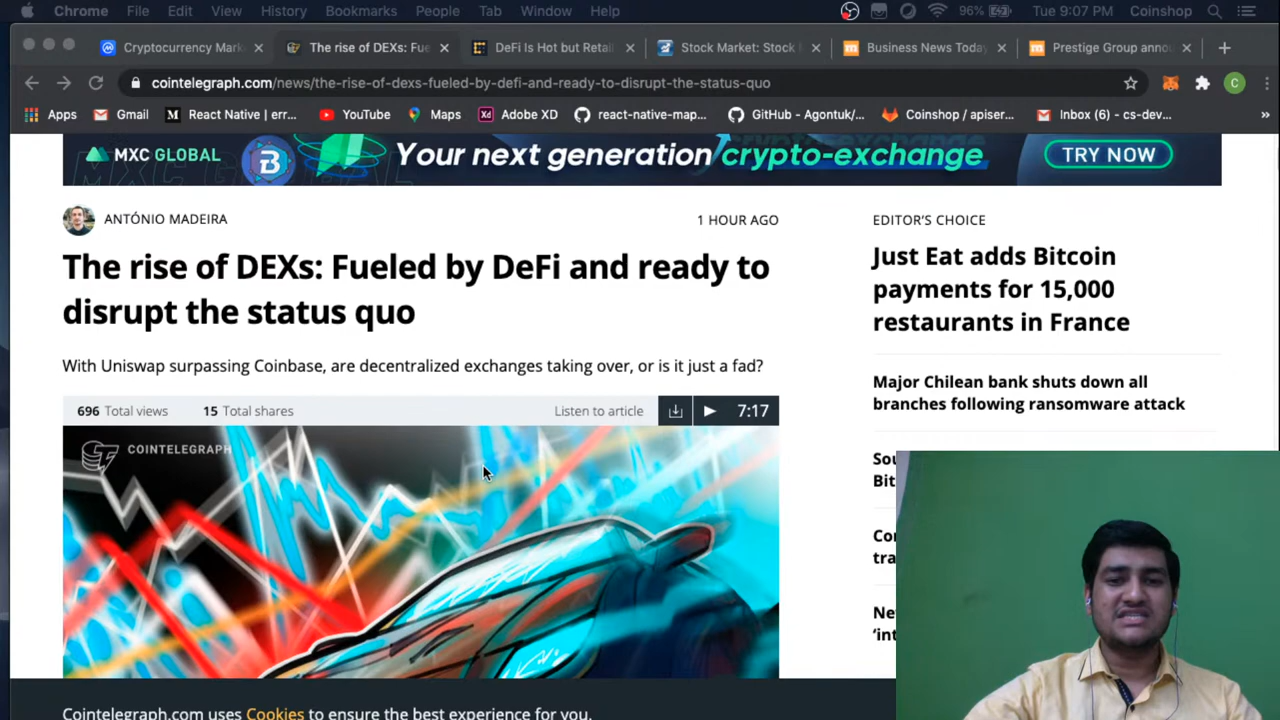 Chrome File Edit View History Bookmarks People Tab Window Help 96% Tue 9:07 PM Coinshop
Cryptocurrency Mark The rise of DEXs: Fue DeFi Is Hot but Retail Stock Market: Stock M Business News Today Prestige Group annou
cointelegraph.com/news/the-rise-of-dexs-fueled-by-defi-and-ready-to-disrupt-the-status-quo C
Apps Gmail React Native | err... YouTube Maps Xd Adobe XD react-native-map... GitHub - Agontuk/... Coinshop / apiser... Inbox (6) - cs-dev... »
MXC GLOBAL Your next generation crypto-exchange TRY NOW
ANTÓNIO MADEIRA 1 HOUR AGO
The rise of DEXs: Fueled by DeFi and ready to
disrupt the status quo
With Uniswap surpassing Coinbase, are decentralized exchanges taking over, or is it just a fad?
696 Total views 15 Total shares Listen to article 7:17
COINTELEGRAPH
EDITOR'S CHOICE
Just Eat adds Bitcoin
payments for 15,000
restaurants in France
Major Chilean bank shuts down all
branches following ransomware attack
Cointelegraph.com uses Cookies to ensure the best experience for you.